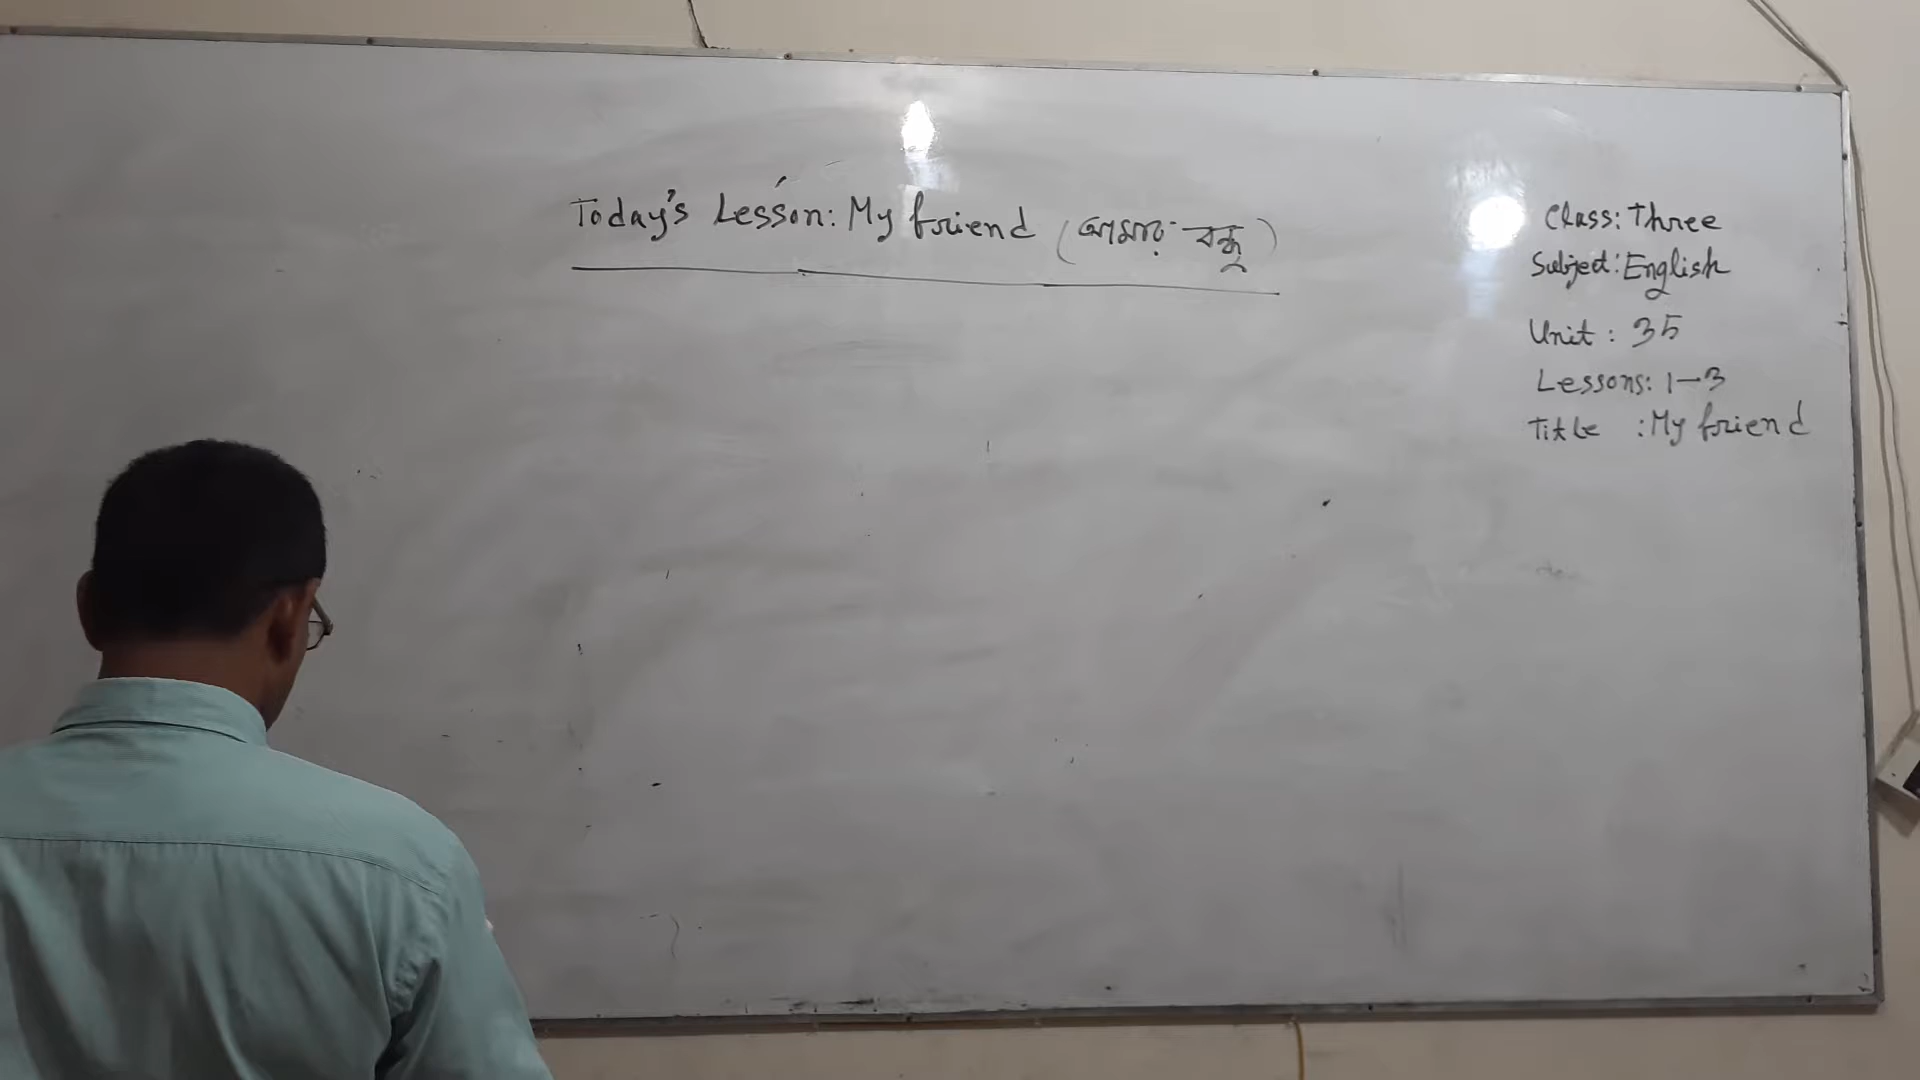 Today's Lesson: My friend (আমার বন্ধু)
Class: Three
Subject: English
Unit : 35
Lessons: 1-3
Title : My friend